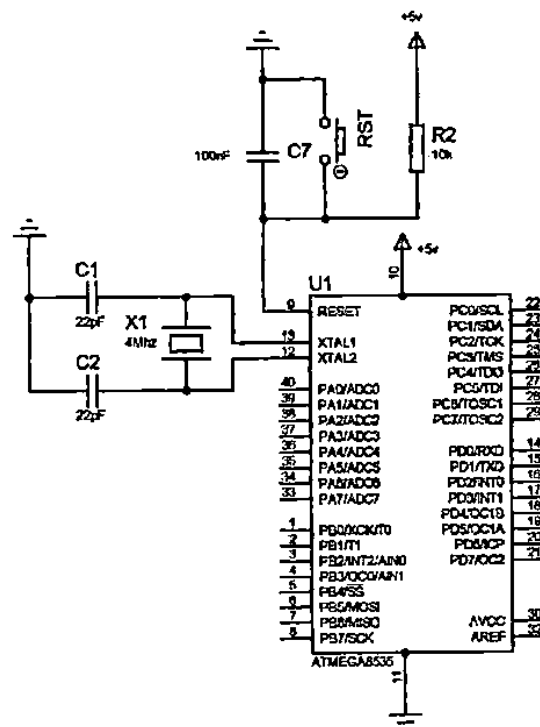 +5v
100nF
C7
RST
R2
10k
+5v
10
U1
C1
22pF
X1
4Mhz
C2
22pF
9 RESET
13 XTAL1
12 XTAL2
40 PA0/ADC0
39 PA1/ADC1
38 PA2/ADC2
37 PA3/ADC3
36 PA4/ADC4
35 PA5/ADC5
34 PA6/ADC6
33 PA7/ADC7
1 PB0/XCK/T0
2 PB1/T1
3 PB2/INT2/AIN0
4 PB3/OC0/AIN1
5 PB4/SS
6 PB5/MOSI
7 PB6/MISO
8 PB7/SCK
PC0/SCL 22
PC1/SDA 23
PC2/TCK 24
PC3/TMS
PC4/TDO 26
PC5/TDI 27
PC6/TOSC1 28
PC7/TOSC2 29
PD0/RXD 14
PD1/TXD 15
PD2/INT0 16
PD3/INT1 17
PD4/OC1B 18
PD5/OC1A 19
PD6/ICP 20
PD7/OC2 21
AVCC 30
AREF
ATMEGA8535
11